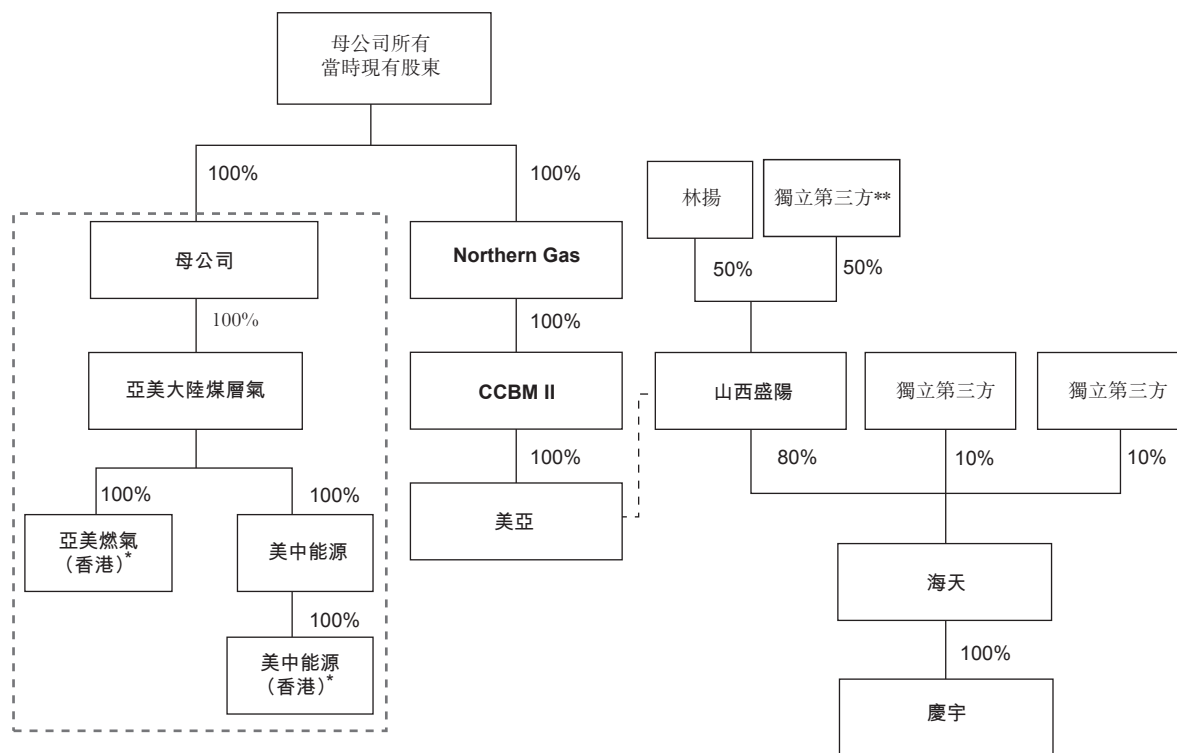 母公司所有
當時現有股東
100%
100%
林揚
獨立第三方**
母公司
Northern Gas
50%
50%
100%
100%
亞美大陸煤層氣
CCBM II
山西盛陽
獨立第三方
獨立第三方
100%
100%
100%
80%
10%
10%
亞美燃氣
（香港）*
美中能源
美亞
100%
海天
美中能源
（香港）*
100%
慶宇